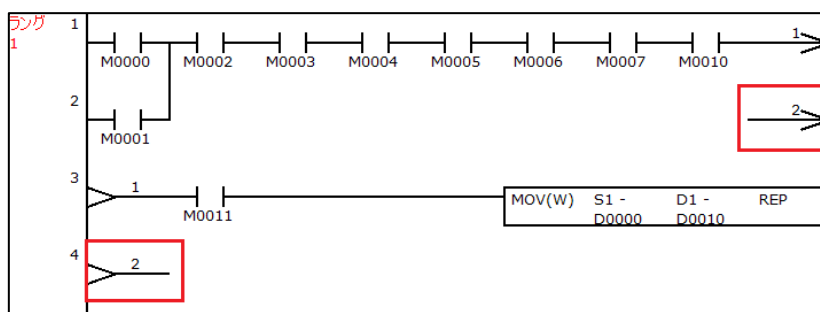 ラング 1
1
M0000 M0002 M0003 M0004 M0005 M0006 M0007 M0010 1
2
M0001 2
3 1
M0011
MOV(W) S1 - D1 - REP
D0000 D0010
4 2